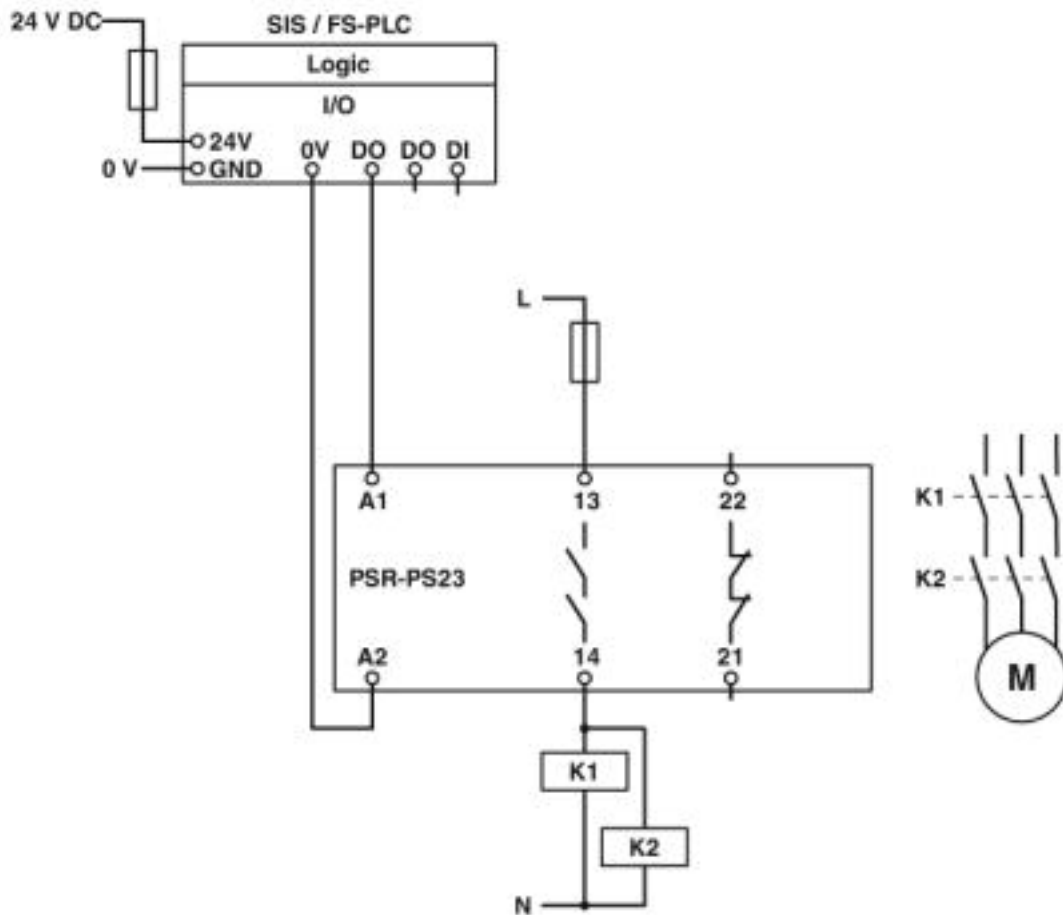 24 V DC
SIS / FS-PLC
Logic
I/O
24V
0V DO DO DI
0 V
GND
L
A1 13 22
K1
PSR-PS23
K2
A2 14 21
M
K1
K2
N